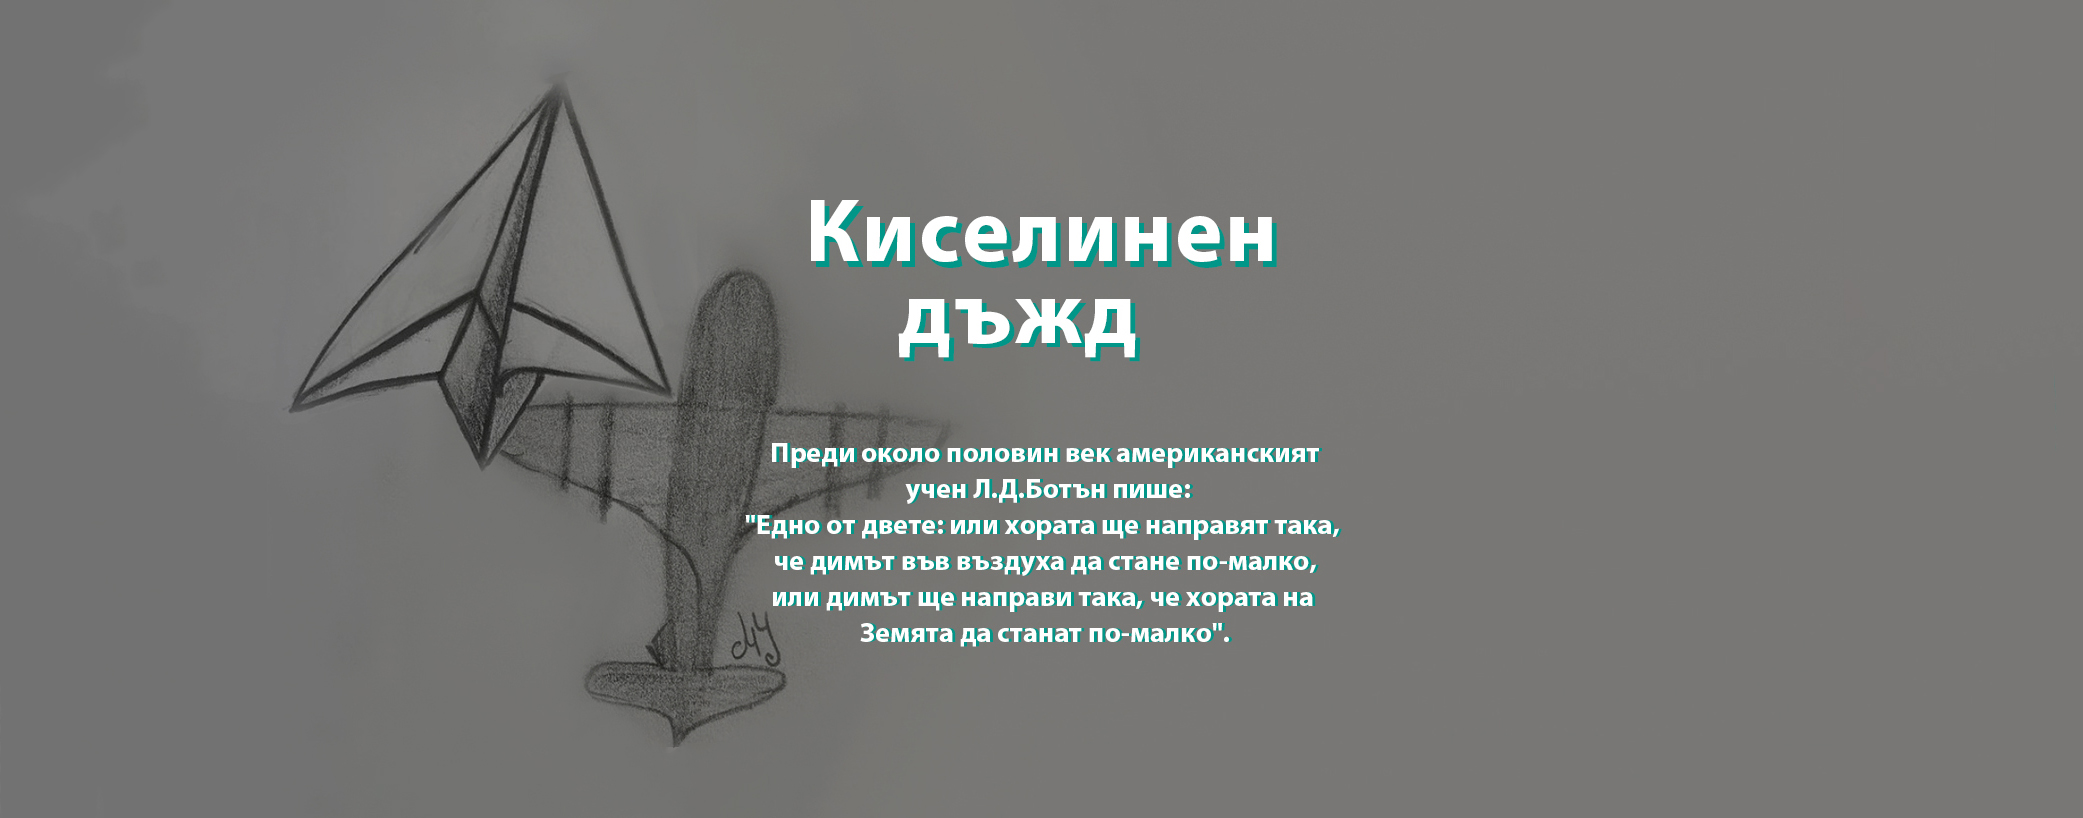 Киселинен
дъжд
Преди около половин век американският
учен Л.Д.Ботън пише:
"Едно от двете: или хората ще направят така,
че димът във въздуха да стане по-малко,
или димът ще направи така, че хората на
Земята да станат по-малко".